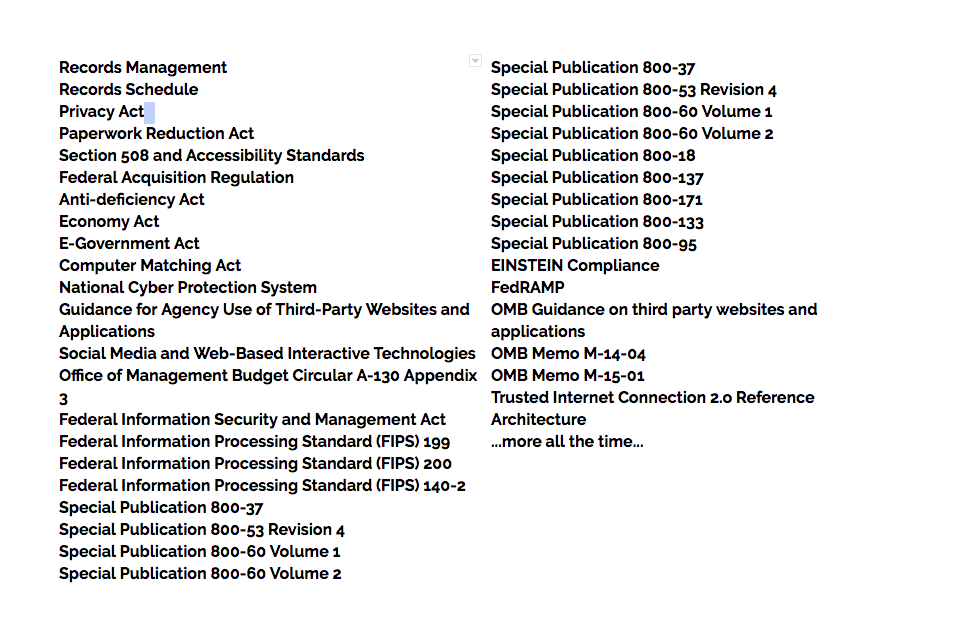 Records Management
Records Schedule
Privacy Act
Paperwork Reduction Act
Section 508 and Accessibility Standards
Federal Acquisition Regulation
Anti-deficiency Act
Economy Act
E-Government Act
Computer Matching Act
National Cyber Protection System
Guidance for Agency Use of Third-Party Websites and
Applications
Social Media and Web-Based Interactive Technologies
Office of Management Budget Circular A-130 Appendix
3
Federal Information Security and Management Act
Federal Information Processing Standard (FIPS) 199
Federal Information Processing Standard (FIPS) 200
Federal Information Processing Standard (FIPS) 140-2
Special Publication 800-37
Special Publication 800-53 Revision 4
Special Publication 800-60 Volume 1
Special Publication 800-60 Volume 2
Special Publication 800-37
Special Publication 800-53 Revision 4
Special Publication 800-60 Volume 1
Special Publication 800-60 Volume 2
Special Publication 800-18
Special Publication 800-137
Special Publication 800-171
Special Publication 800-133
Special Publication 800-95
EINSTEIN Compliance
FedRAMP
OMB Guidance on third party websites and
applications
OMB Memo M-14-04
OMB Memo M-15-01
Trusted Internet Connection 2.0 Reference
Architecture
...more all the time...